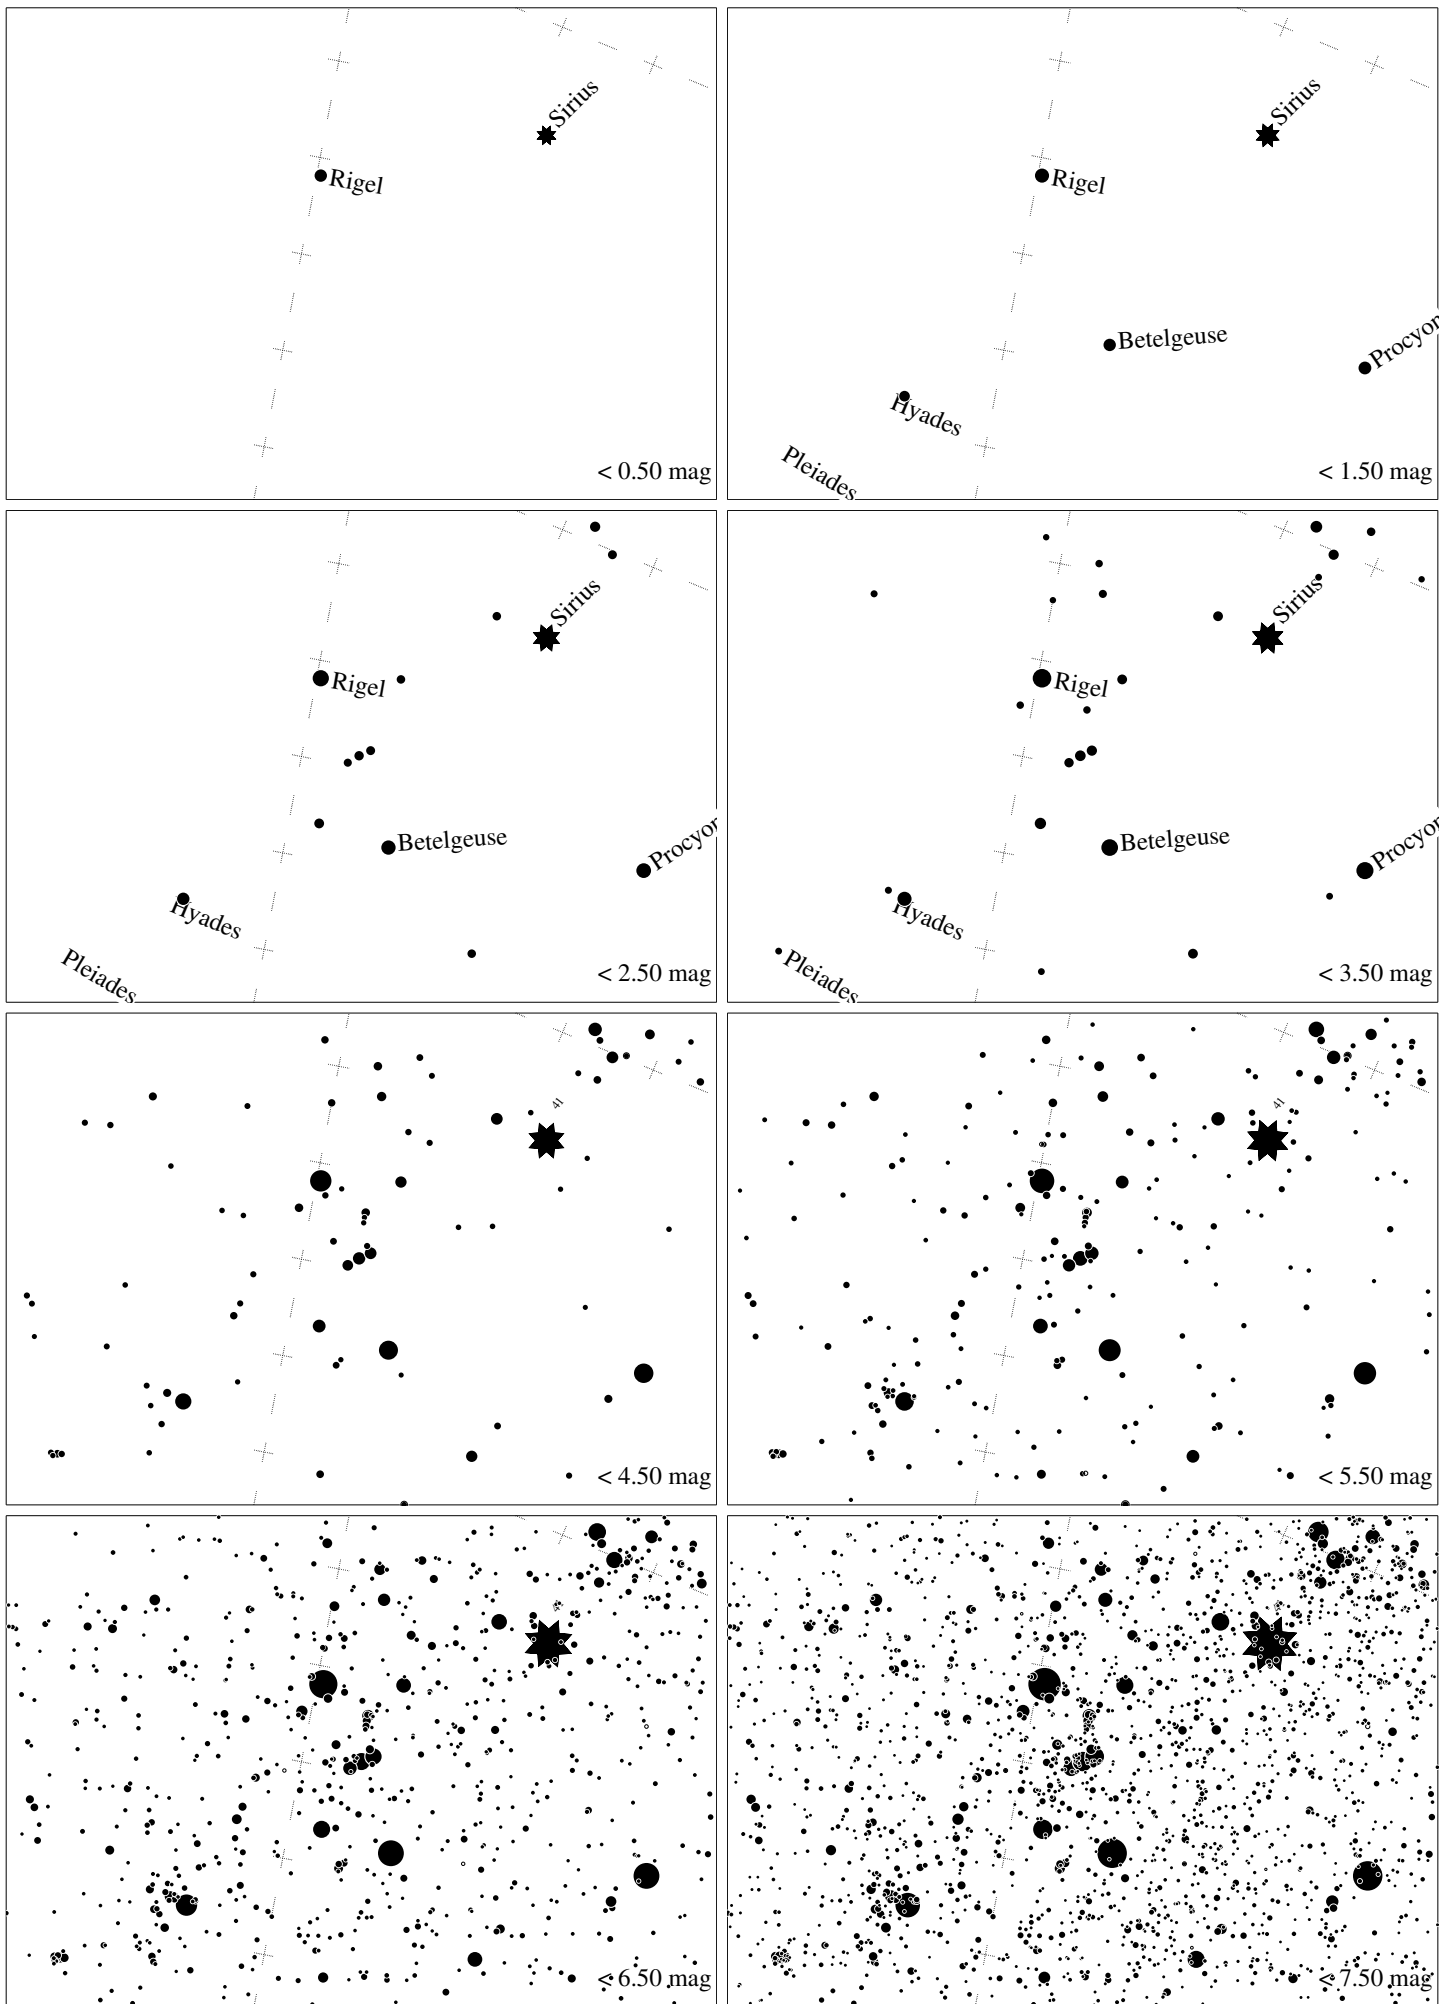 Sirius
Rigel
< 0.50 mag
Sirius
Rigel
Betelgeuse
Procyon
Hyades
Pleiades
< 1.50 mag
Sirius
Rigel
Betelgeuse
Procyon
Hyades
Pleiades
< 2.50 mag
Sirius
Rigel
Betelgeuse
Procyon
Hyades
Pleiades
< 3.50 mag
41
< 4.50 mag
41
< 5.50 mag
< 6.50 mag
< 7.50 mag